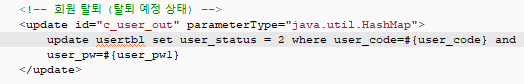 <!-- 회원 탈퇴 (탈퇴 예정 상태) -->
<update id="c_user_out" parameterType="java.util.HashMap">
update usertbl set user_status = 2 where user_code=#{user_code} and
user_pw=#{user_pw1}
</update>